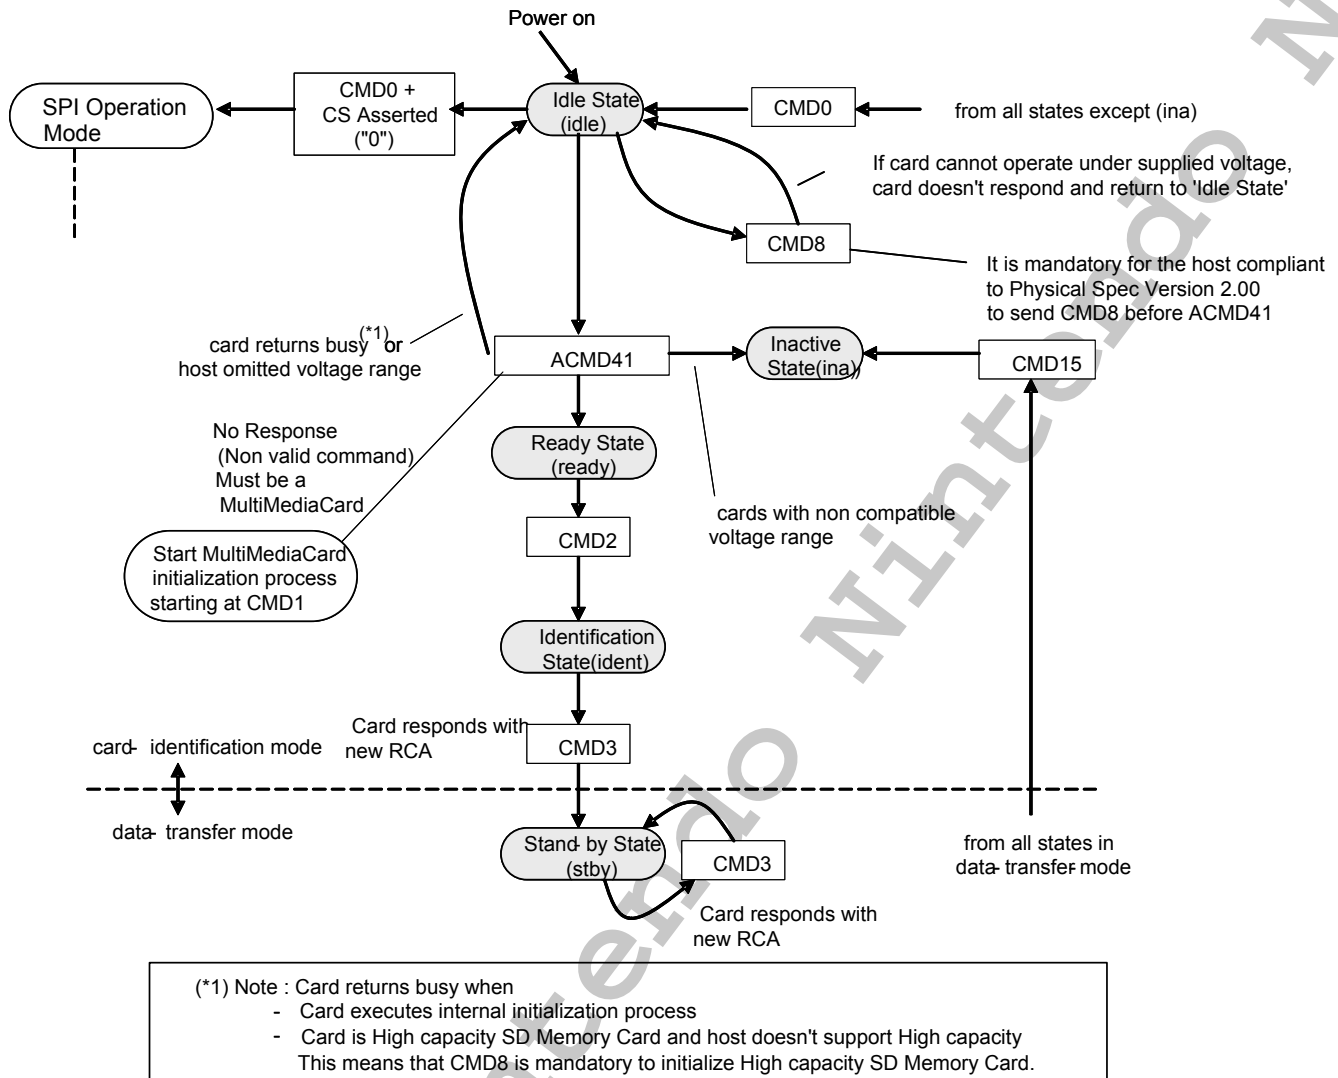 Power on
SPI Operation
Mode
CMD0 +
CS Asserted
("0")
Idle State
(idle)
CMD0
from all states except (ina)
If card cannot operate under supplied voltage,
card doesn't respond and return to 'Idle State'
CMD8
It is mandatory for the host compliant
to Physical Spec Version 2.00
to send CMD8 before ACMD41
card returns busy(*1) or
host omitted voltage range
ACMD41
Inactive
State(ina))
CMD15
No Response
(Non valid command)
Must be a
MultiMediaCard
Ready State
(ready)
cards with non compatible
voltage range
CMD2
Start MultiMediaCard
initialization process
starting at CMD1
Identification
State(ident)
Card responds with
new RCA
CMD3
card- identification mode
data- transfer mode
Stand- by State
(stby)
CMD3
from all states in
data- transfer-mode
Card responds with
new RCA
(*1) Note : Card returns busy when
- Card executes internal initialization process
- Card is High capacity SD Memory Card and host doesn't support High capacity
This means that CMD8 is mandatory to initialize High capacity SD Memory Card.
Nintendo Nintendo N